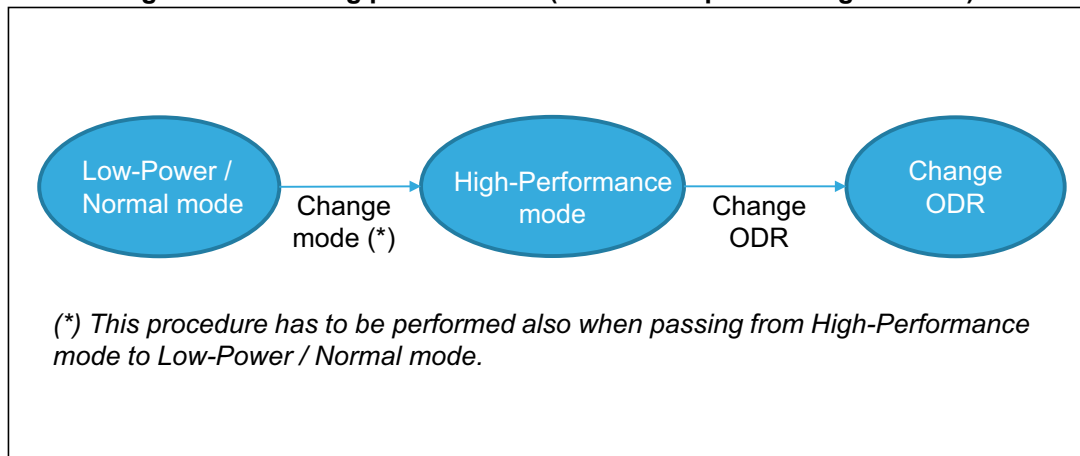 Low-Power /
Normal mode
Change
mode (*)
High-Performance
mode
Change
ODR
Change
ODR
(*) This procedure has to be performed also when passing from High-Performance
mode to Low-Power / Normal mode.